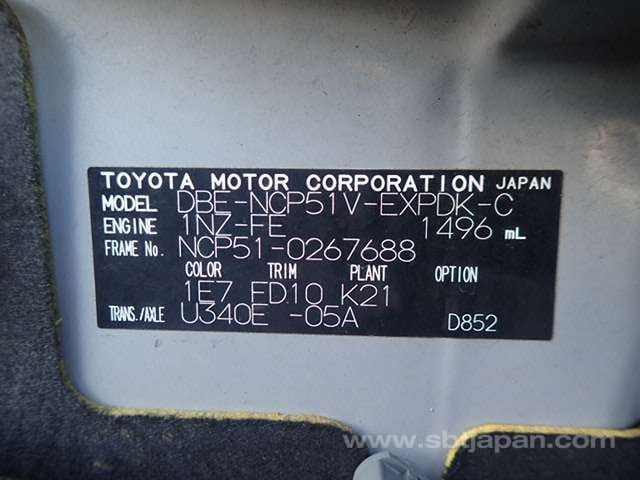 TOYOTA MOTOR CORPORATION JAPAN
MODEL DBE-NCP51V-EXPDK-C
ENGINE 1NZ-FE 1496 mL
FRAME No. NCP51-0267688
COLOR TRIM PLANT OPTION
1E7 FD10 K21
TRANS./AXLE U340E -05A D852
www.sbtjapan.com